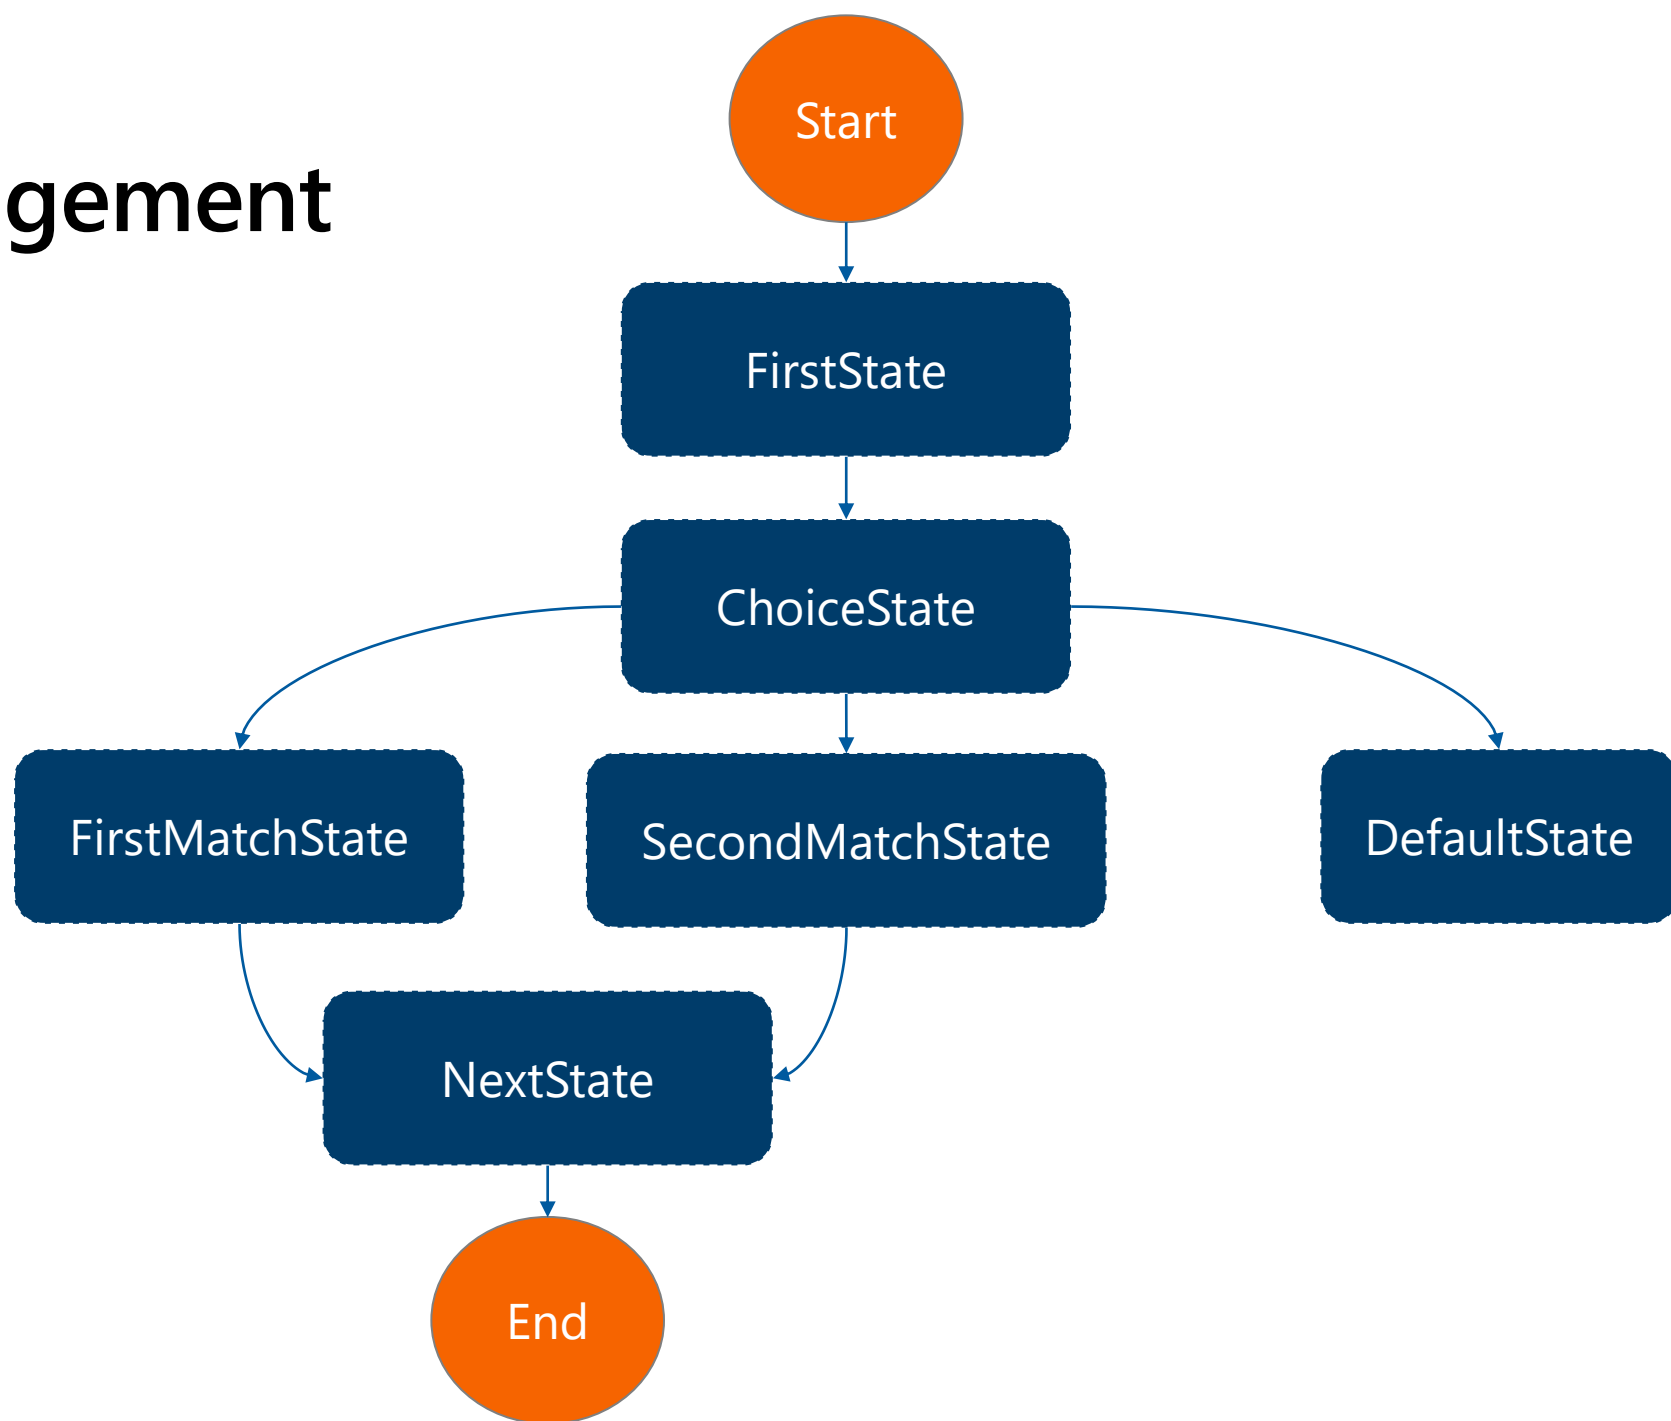 Start
gement
FirstState
ChoiceState
FirstMatchState
SecondMatchState
DefaultState
NextState
End